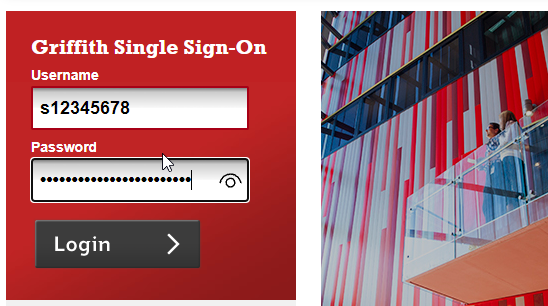 Griffith Single Sign-On
Username
s12345678
Password
••••••••••••••••••••••••
Login